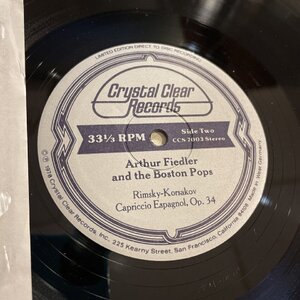 LIMITED EDITION DIRECT TO DISC RECORDING
Crystal Clear
Records
33⅓ RPM
Side Two
CCS 7003 Stereo
Arthur Fiedler
and the Boston Pops
Rimsky-Korsakov
Capriccio Espagnol, Op. 34
℗ © 1978 Crystal Clear Records, Inc. 225 Kearny Street, San Francisco, California 94108 Made in West Germany